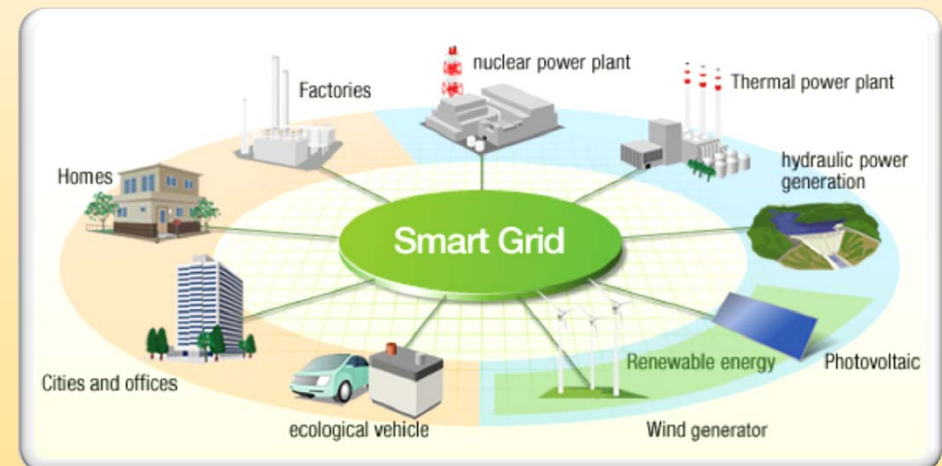 nuclear power plant
Factories
Thermal power plant
Homes
hydraulic power
generation
Smart Grid
Cities and offices
Renewable energy
Photovoltaic
ecological vehicle
Wind generator